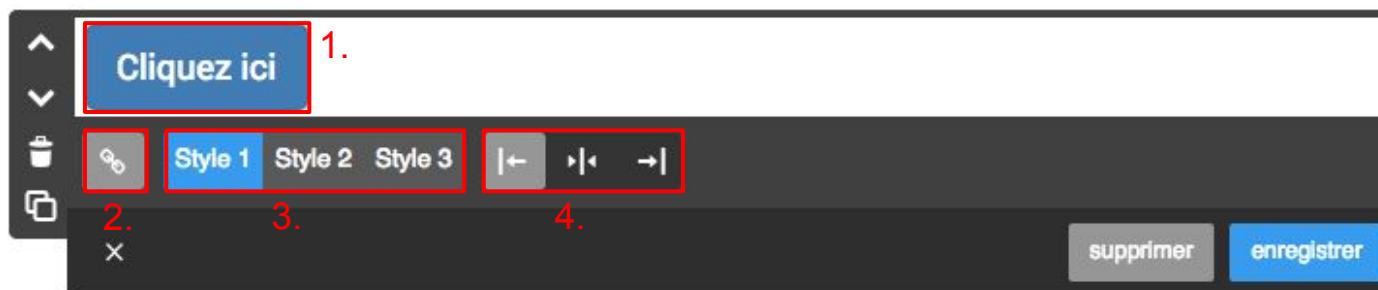 Cliquez ici 1.
Style 1 Style 2 Style 3
2. 3. 4.
supprimer enregistrer